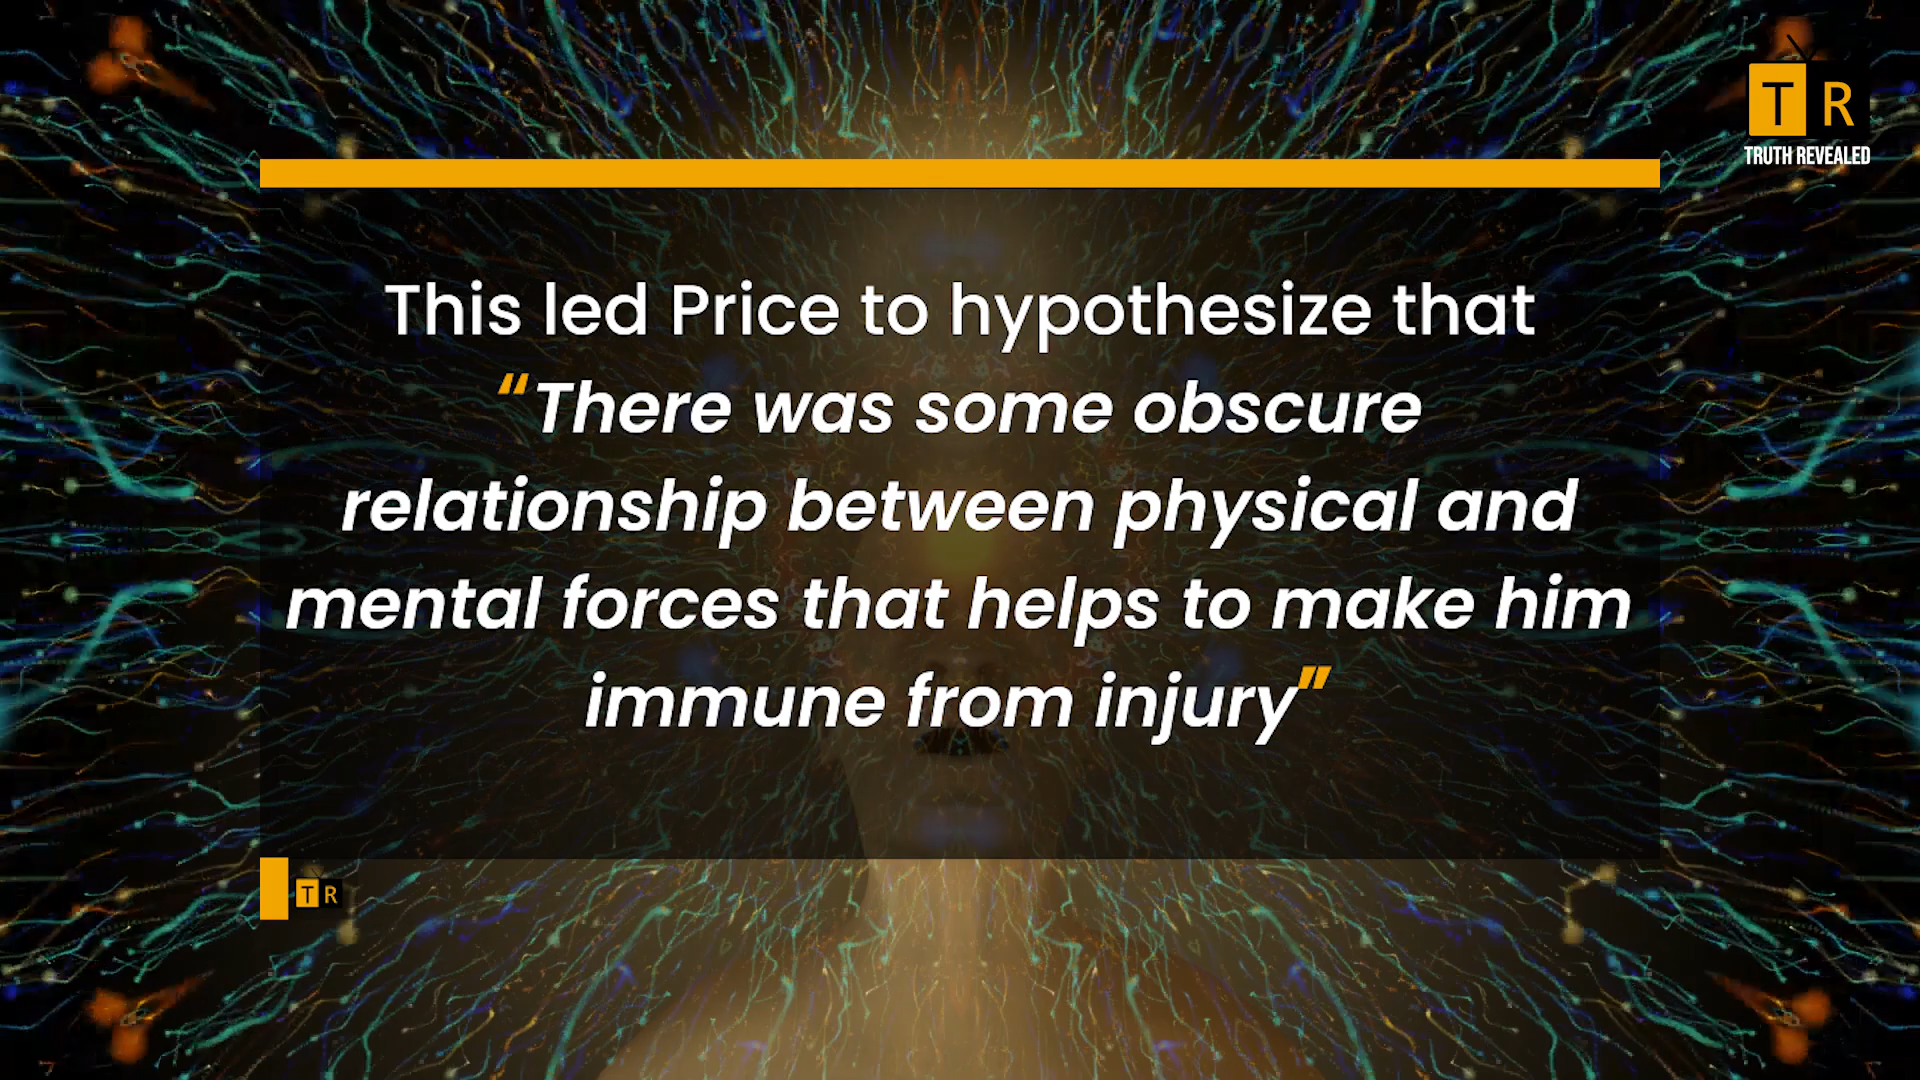 T R
TRUTH REVEALED
This led Price to hypothesize that
"There was some obscure
relationship between physical and
mental forces that helps to make him
immune from injury"
T R